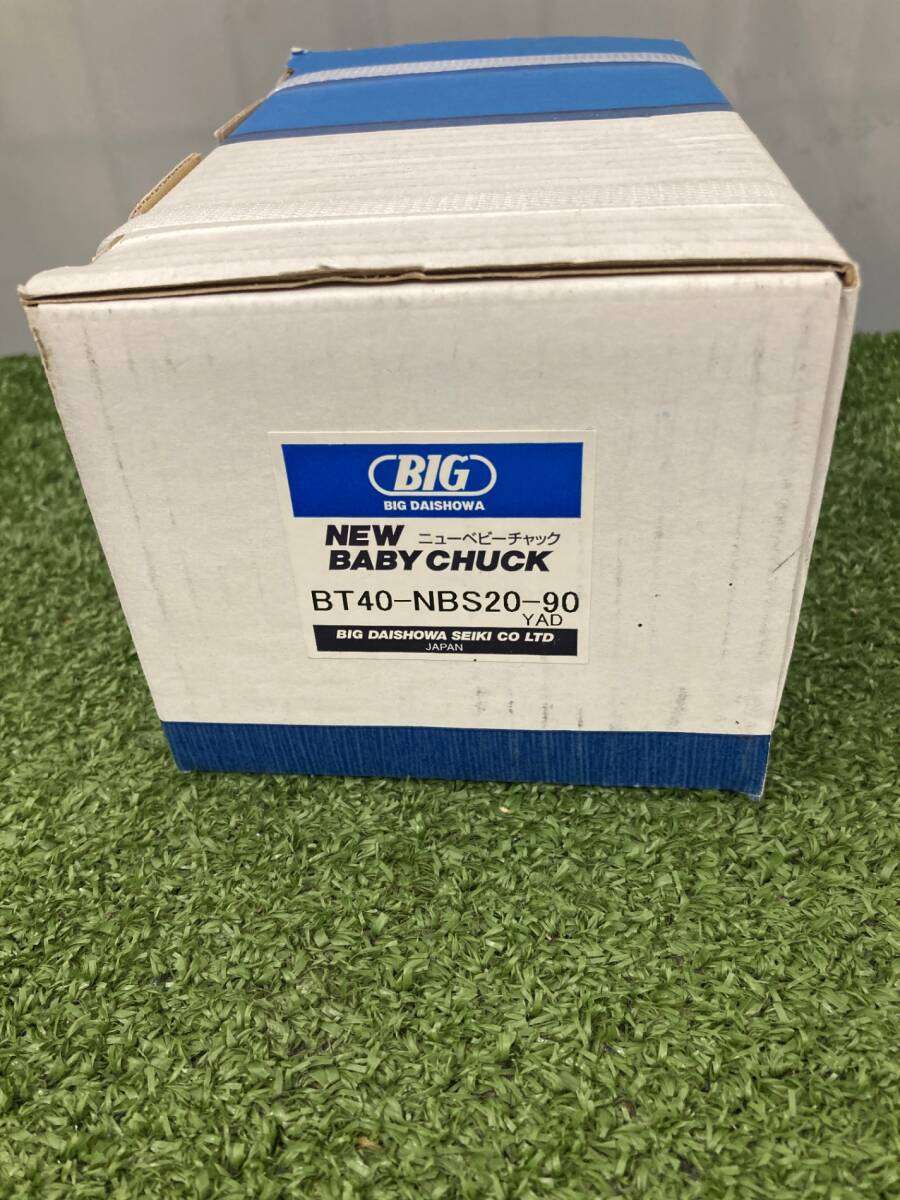 BIG
BIG DAISHOWA
NEW ニューベビーチャック
BABY CHUCK
BT40-NBS20-90
YAD
BIG DAISHOWA SEIKI CO LTD
JAPAN